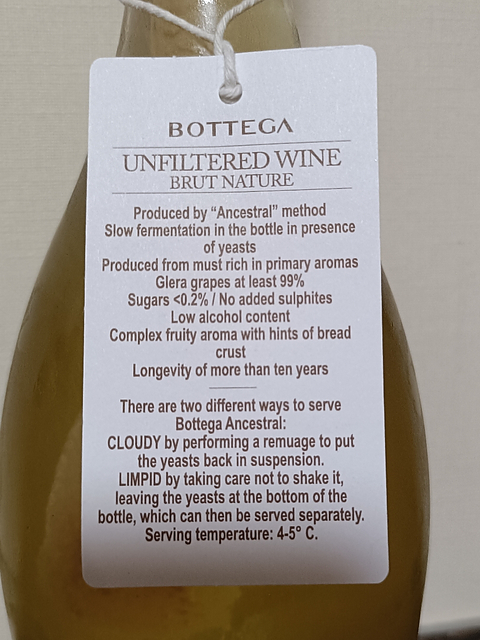 BOTTEGA
UNFILTERED WINE
BRUT NATURE
Produced by “Ancestral” method
Slow fermentation in the bottle in presence
of yeasts
Produced from must rich in primary aromas
Glera grapes at least 99%
Sugars <0.2% / No added sulphites
Low alcohol content
Complex fruity aroma with hints of bread
crust
Longevity of more than ten years
There are two different ways to serve
Bottega Ancestral:
CLOUDY by performing a remuage to put
the yeasts back in suspension.
LIMPID by taking care not to shake it,
leaving the yeasts at the bottom of the
bottle, which can then be served separately.
Serving temperature: 4-5° C.